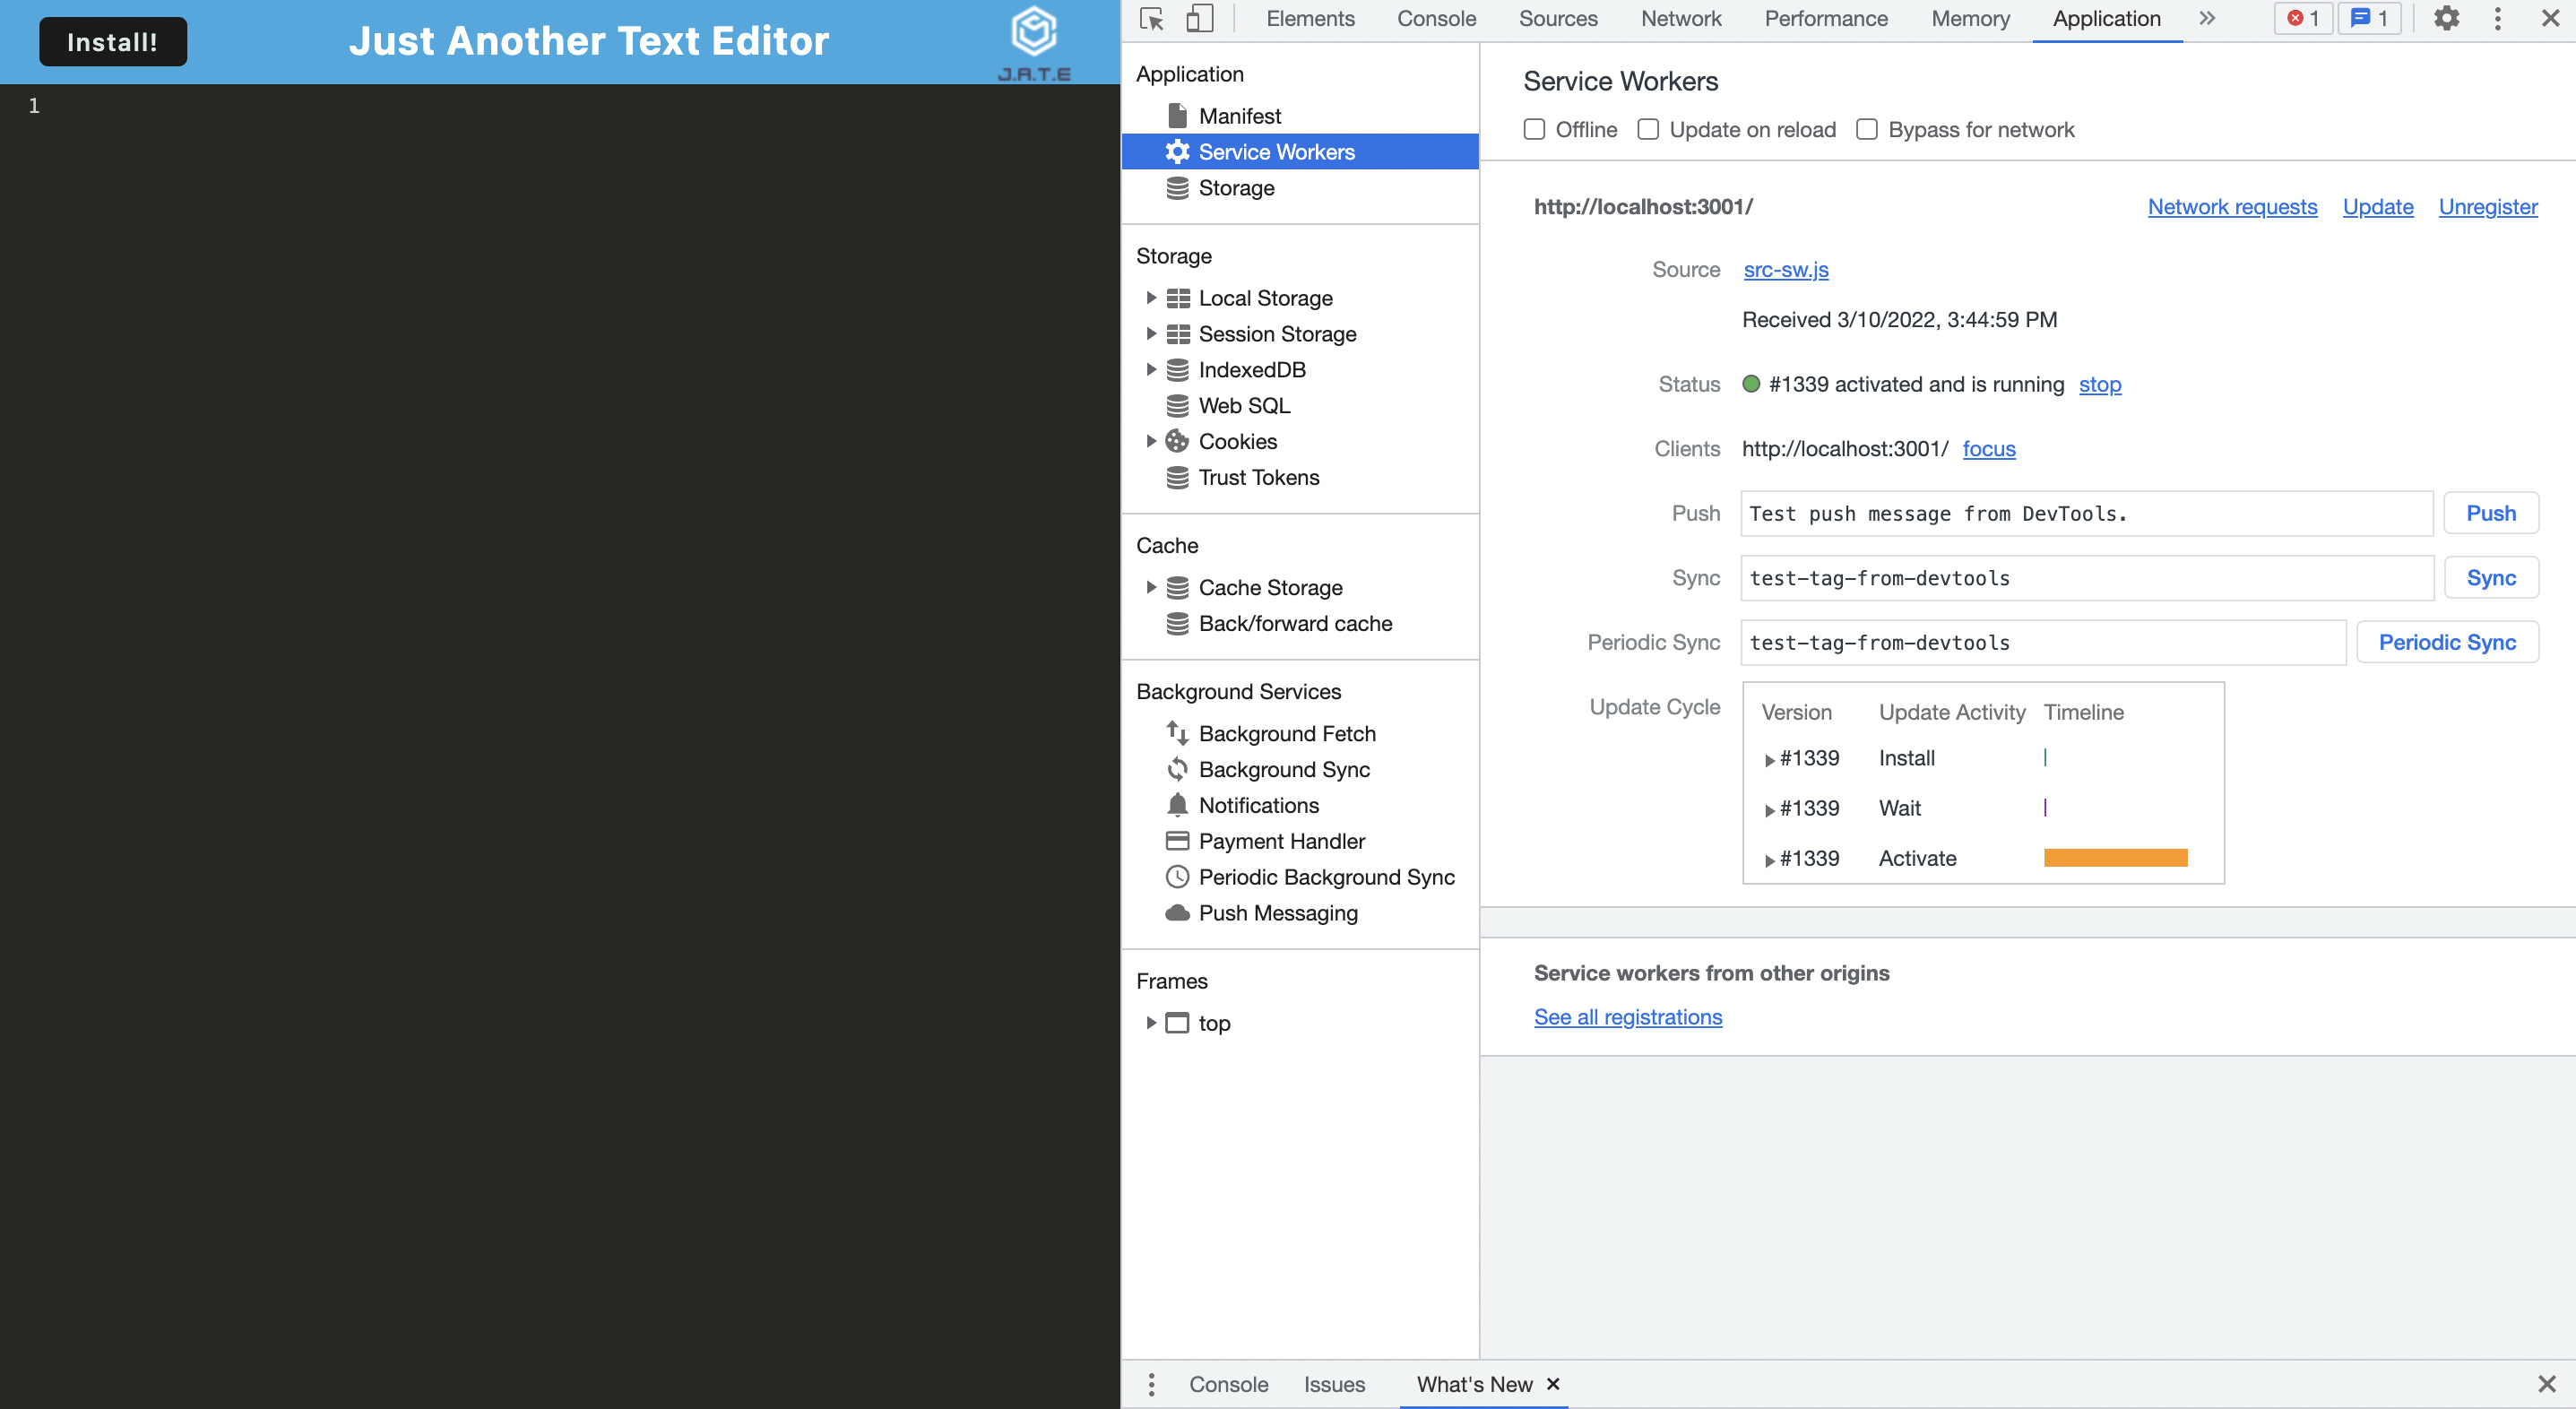 Install!
Just Another Text Editor
J.A.T.E
1
Elements Console Sources Network Performance Memory Application 1 1
Application
Manifest
Service Workers
Storage
Storage
Local Storage
Session Storage
IndexedDB
Web SQL
Cookies
Trust Tokens
Cache
Cache Storage
Back/forward cache
Background Services
Background Fetch
Background Sync
Notifications
Payment Handler
Periodic Background Sync
Push Messaging
Frames
top
Service Workers
Offline Update on reload Bypass for network
http://localhost:3001/ Network requests Update Unregister
Source src-sw.js
Received 3/10/2022, 3:44:59 PM
Status #1339 activated and is running stop
Clients http://localhost:3001/ focus
Push Test push message from DevTools. Push
Sync test-tag-from-devtools Sync
Periodic Sync test-tag-from-devtools Periodic Sync
Update Cycle Version Update Activity Timeline
#1339 Install
#1339 Wait
#1339 Activate
Service workers from other origins
See all registrations
Console Issues What's New